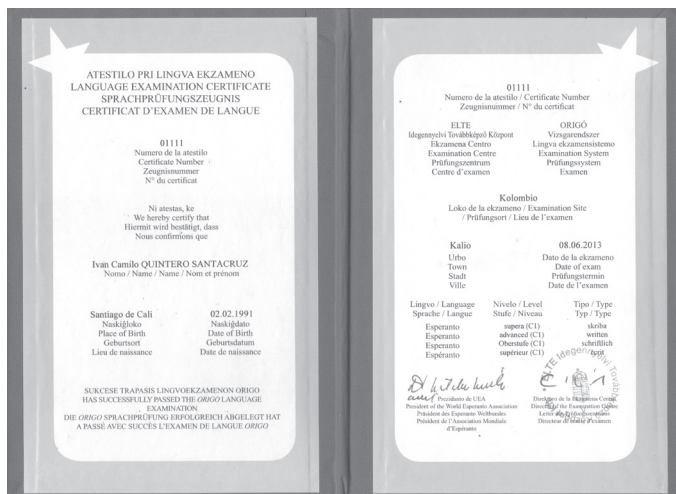 ATESTILO PRI LINGVA EKZAMENO
LANGUAGE EXAMINATION CERTIFICATE
SPRACHPRÜFUNGSZEUGNIS
CERTIFICAT D'EXAMEN DE LANGUE
01111
Numero de la atestilo
Certificate Number
Zeugnisnummer
N° du certificat
Ni atestas, ke
We hereby certify that
Hiermit wird bestätigt, dass
Nous confirmons que
Ivan Camilo QUINTERO SANTACRUZ
Nomo / Name / Name / Nom et prénom
Santiago de Cali 02.02.1991
Naskiĝloko Naskiĝdato
Place of Birth Date of Birth
Geburtsort Geburtsdatum
Lieu de naissance Date de naissance
SUKCESE TRAPASIS LINGVOEKZAMENON ORIGO
HAS SUCCESSFULLY PASSED THE ORIGO LANGUAGE
EXAMINATION
DIE ORIGO SPRACHPRÜFUNG ERFOLGREICH ABGELEGT HAT
A PASSÉ AVEC SUCCÈS L'EXAMEN DE LANGUE ORIGO
01111
Numero de la atestilo / Certificate Number
Zeugnisnummer / N° du certificat
ELTE ORIGÓ
Idegennyelvi Továbbképző Központ Vizsgarendszer
Ekzamena Centro Lingva ekzamensistemo
Examination Centre Examination System
Prüfungszentrum Prüfungssystem
Centre d'examen Examen
Kolombio
Loko de la ekzameno / Examination Site
/ Prüfungsort / Lieu de l'examen
Kalio 08.06.2013
Urbo Dato de la ekzameno
Town Date of exam
Stadt Prüfungstermin
Ville Date de l'examen
Lingvo / Language Nivelo / Level Tipo / Type
Sprache / Langue Stufe / Niveau Typ / Type
Esperanto supera (C1) skriba
Esperanto advanced (C1) written
Esperanto Oberstufe (C1) schriftlich
Espéranto supérieur (C1) écrit
Prezidanto de UEA Direktoro de la Ekzamena Centro
President of the World Esperanto Association Director of the Examination Centre
Präsident des Esperanto Weltbundes Leiter des Prüfungszentrums
Président de l'Association Mondiale Directeur de centre d'examen
d'Espéranto